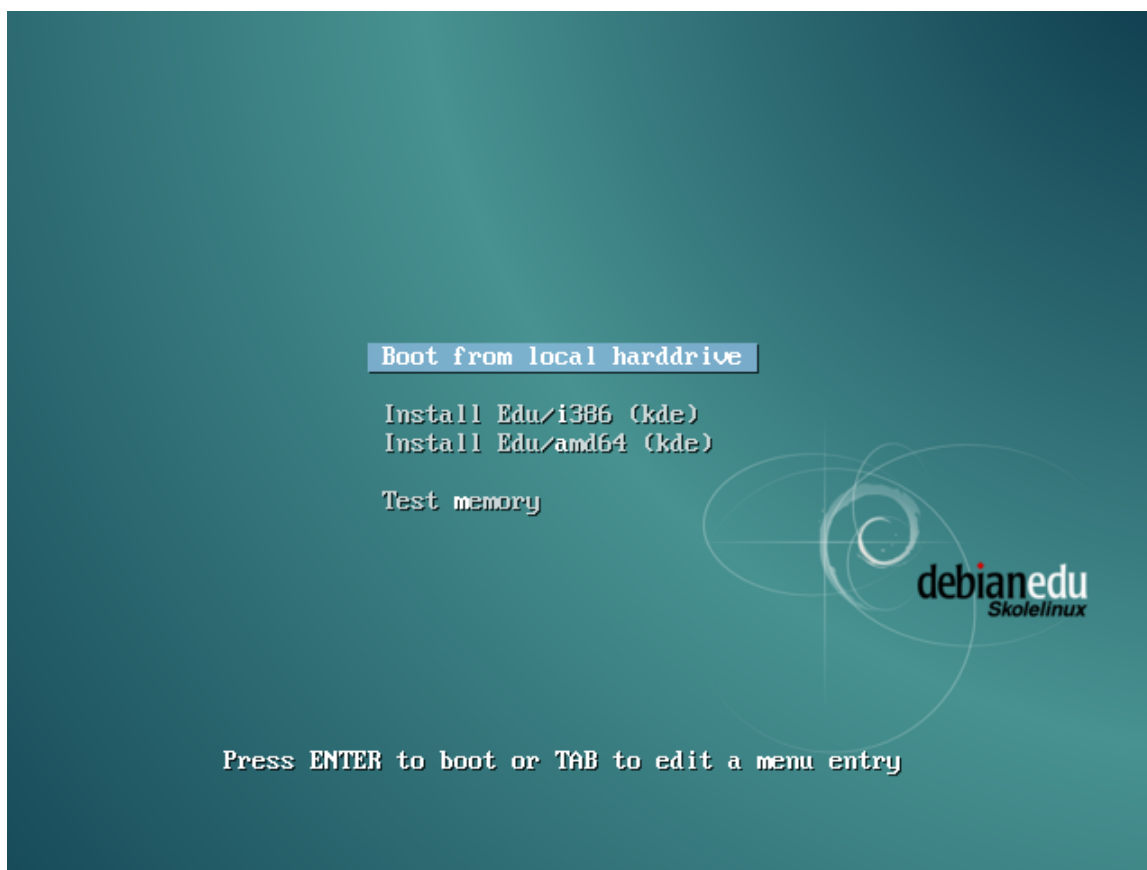 Boot from local harddrive
Install Edu/i386 (kde)
Install Edu/amd64 (kde)
Test memory
debianedu
Skolelinux
Press ENTER to boot or TAB to edit a menu entry